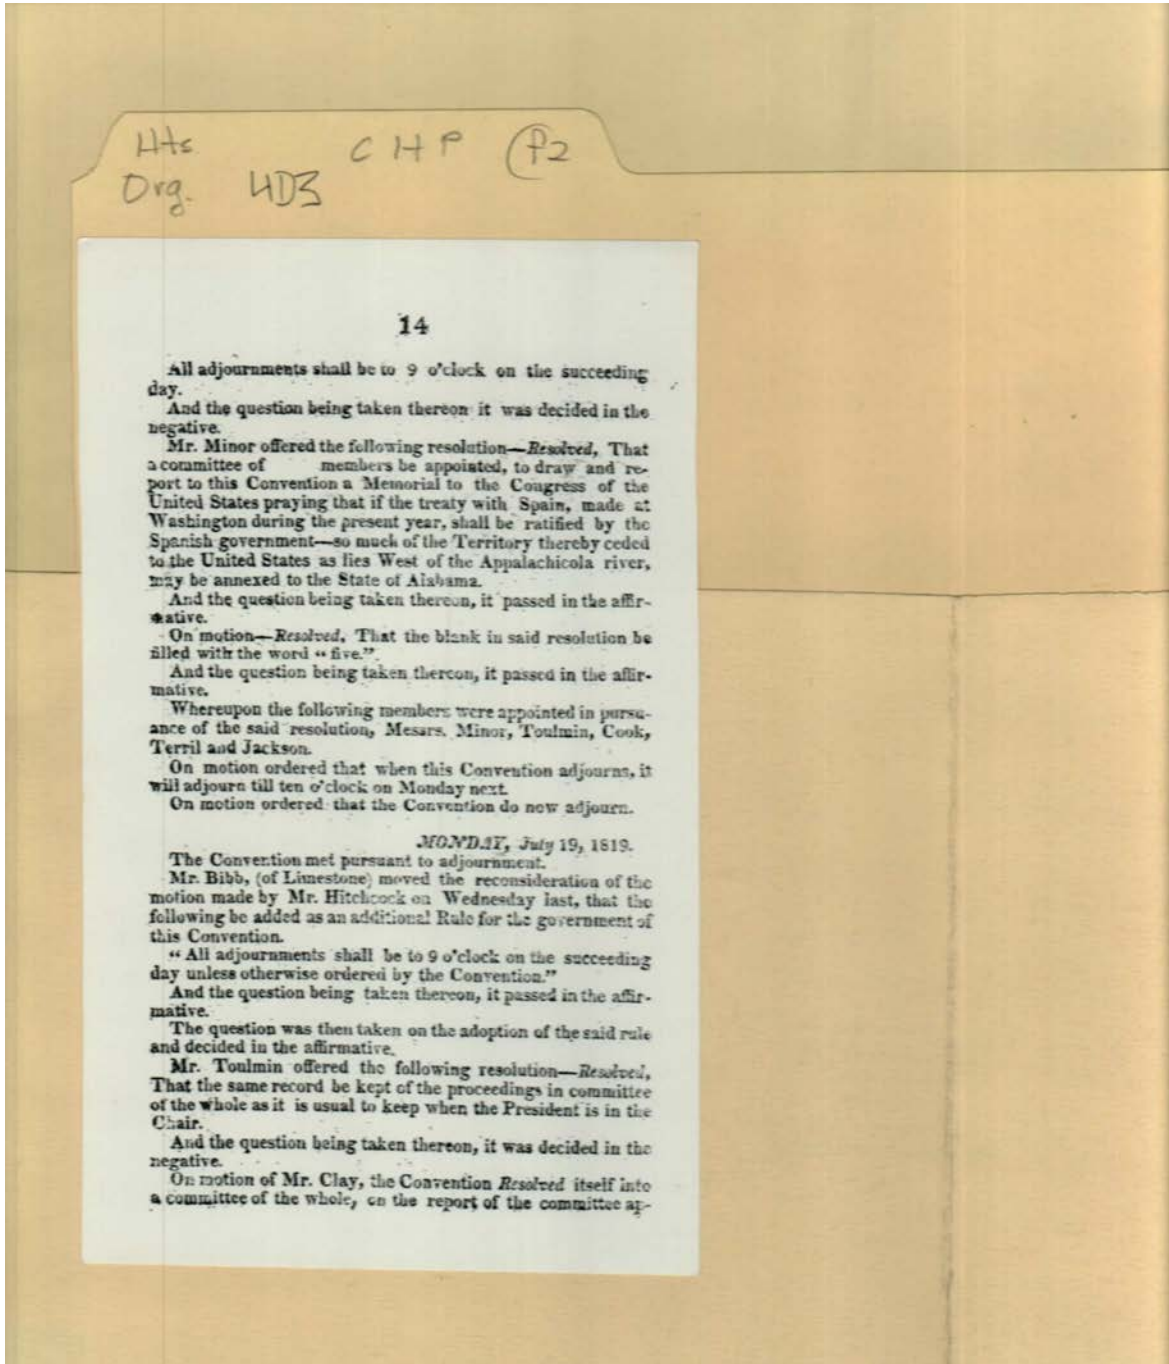 Hts CHP P2
Org. 4D3
14
All adjournments shall be to 9 o'clock on the succeeding
day.
And the question being taken thereon it was decided in the
negative.
Mr. Minor offered the following resolution—Resolved, That
a committee of members be appointed, to draw and re-
port to this Convention a Memorial to the Congress of the
United States praying that if the treaty with Spain, made at
Washington during the present year, shall be ratified by the
Spanish government—so much of the Territory thereby ceded
to the United States as lies West of the Appalachicola river,
may be annexed to the State of Alabama.
And the question being taken thereon, it passed in the affir-
mative.
On motion—Resolved, That the blank in said resolution be
filled with the word "five."
And the question being taken thereon, it passed in the affir-
mative.
Whereupon the following members were appointed in pursu-
ance of the said resolution, Messrs. Minor, Toulmin, Cook,
Terril and Jackson.
On motion ordered that when this Convention adjourns, it
will adjourn till ten o'clock on Monday next.
On motion ordered that the Convention do now adjourn.
MONDAY, July 19, 1819.
The Convention met pursuant to adjournment.
Mr. Bibb, (of Limestone) moved the reconsideration of the
motion made by Mr. Hitchcock on Wednesday last, that the
following be added as an additional Rule for the government of
this Convention.
"All adjournments shall be to 9 o'clock on the succeeding
day unless otherwise ordered by the Convention."
And the question being taken thereon, it passed in the affir-
mative.
The question was then taken on the adoption of the said rule
and decided in the affirmative.
Mr. Toulmin offered the following resolution—Resolved,
That the same record be kept of the proceedings in committee
of the whole as it is usual to keep when the President is in the
Chair.
And the question being taken thereon, it was decided in the
negative.
On motion of Mr. Clay, the Convention Resolved itself into
a committee of the whole, on the report of the committee ap-